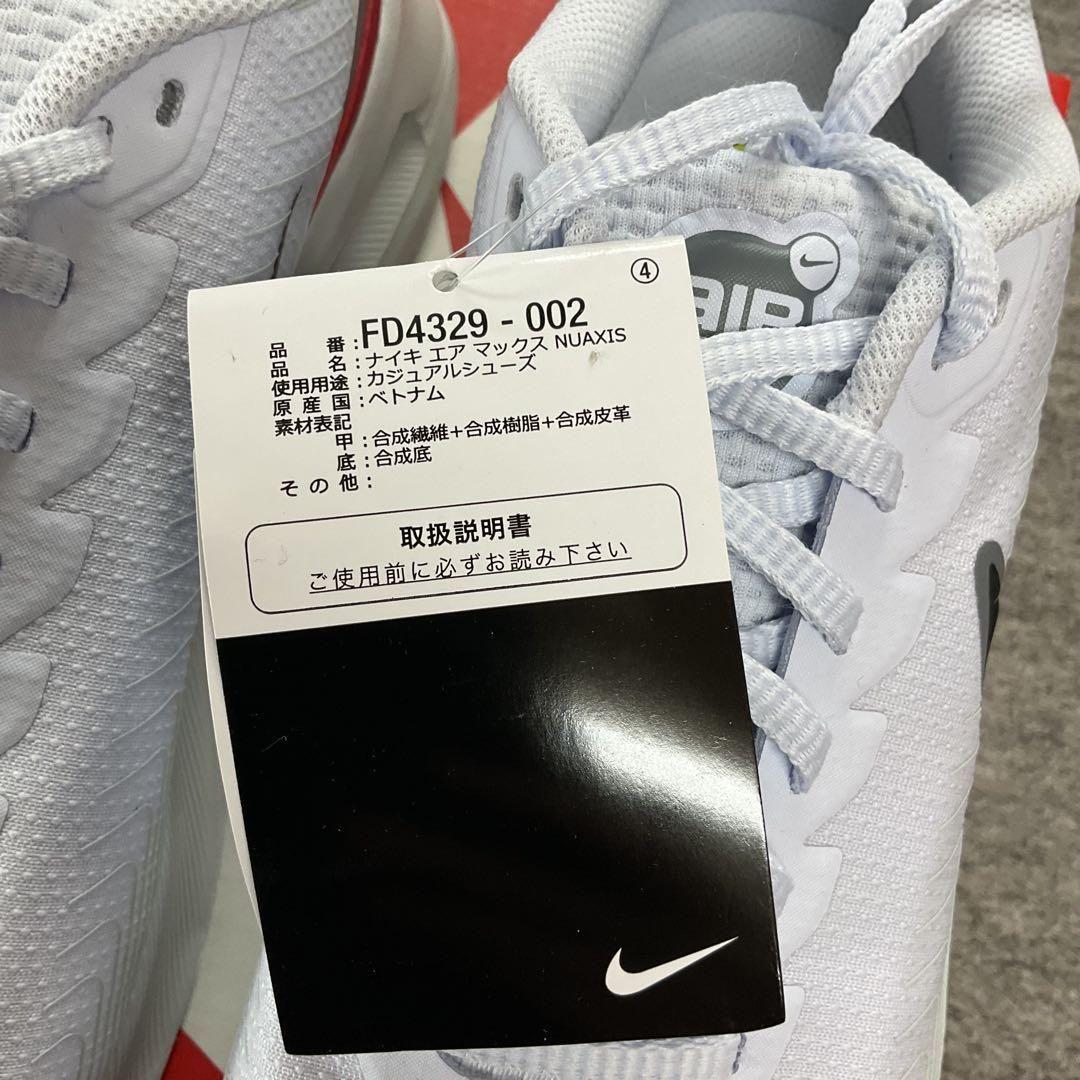 ④
品番:FD4329 - 002
品名:ナイキ エア マックス NUAXIS
使用用途:カジュアルシューズ
原産国:ベトナム
素材表記
甲:合成繊維+合成樹脂+合成皮革
底:合成底
その他:
取扱説明書
ご使用前に必ずお読み下さい
AIR